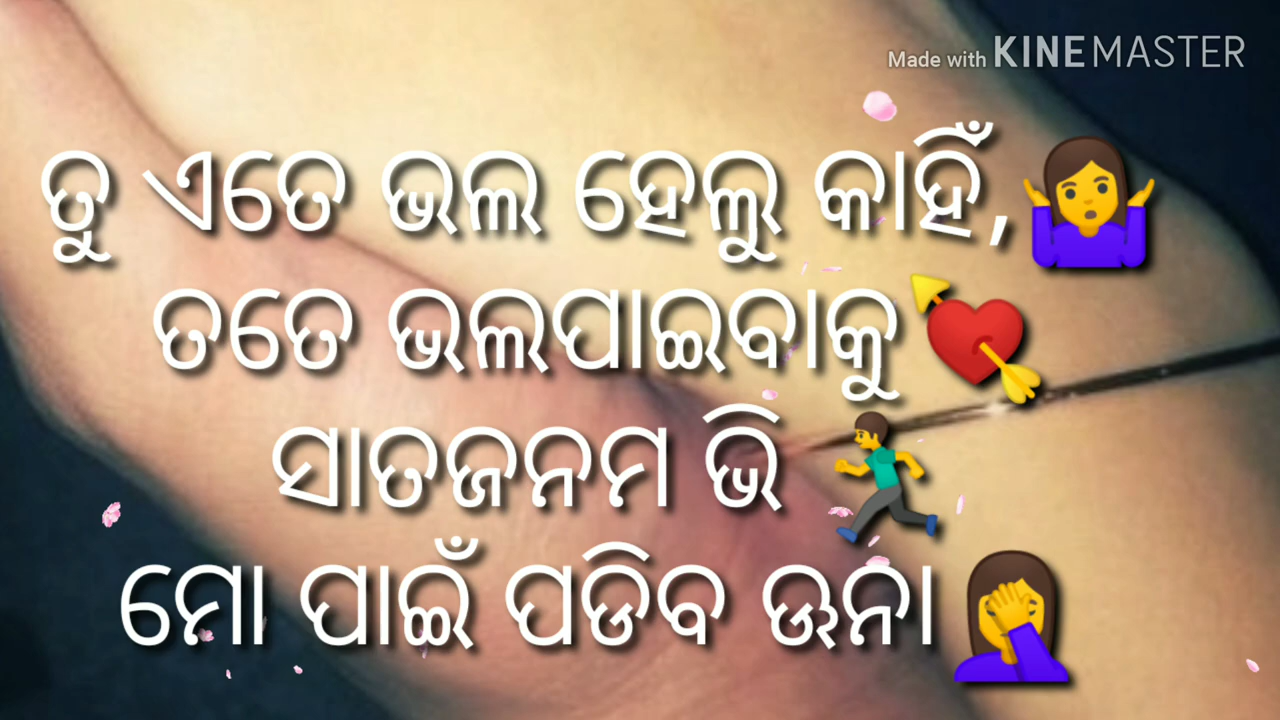 Made with KINEMASTER
ତୁ ଏତେ ଭଲ ହେଲୁ କାହିଁ,🤷‍♀️
ତତେ ଭଲପାଇବାକୁ💘
ସାତଜନମ ଭି 🏃‍♂️
ମୋ ପାଇଁ ପଡିବ ଊନା🤦‍♀️